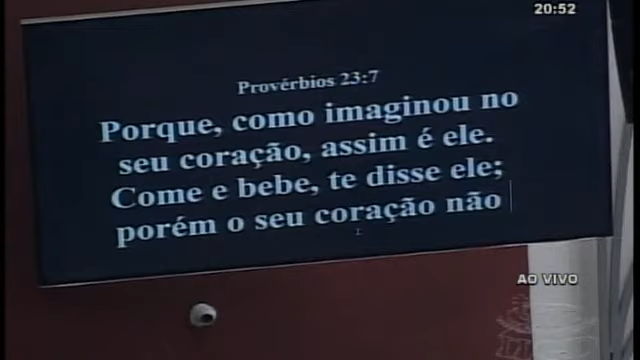 20:52
Provérbios 23:7
Porque, como imaginou no
seu coração, assim é ele.
Come e bebe, te disse ele;
porém o seu coração não
AO VIVO